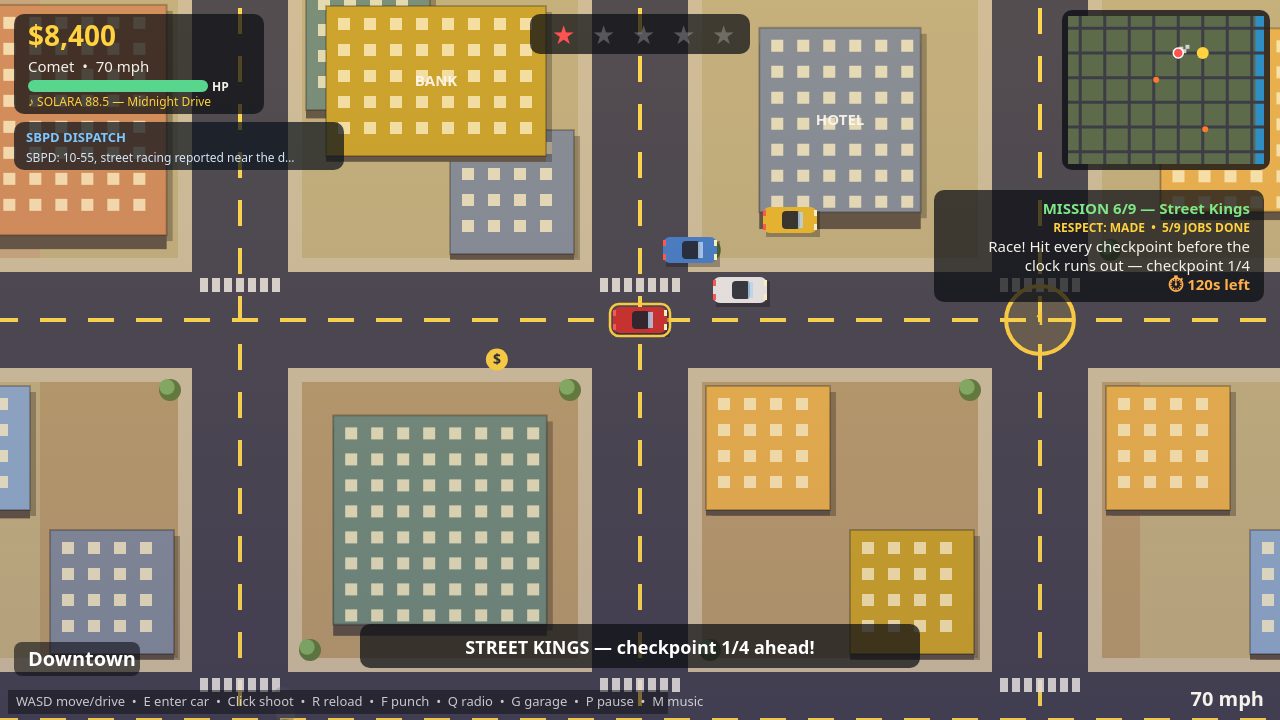 $8,400
Comet • 70 mph
HP
♪ SOLARA 88.5 — Midnight Drive
SBPD DISPATCH
SBPD: 10-55, street racing reported near the d...
BANK
HOTEL
MISSION 6/9 — Street Kings
RESPECT: MADE • 5/9 JOBS DONE
Race! Hit every checkpoint before the
clock runs out — checkpoint 1/4
⏱ 120s left
$
STREET KINGS — checkpoint 1/4 ahead!
Downtown
WASD move/drive • E enter car • Click shoot • R reload • F punch • Q radio • G garage • P pause • M music
70 mph